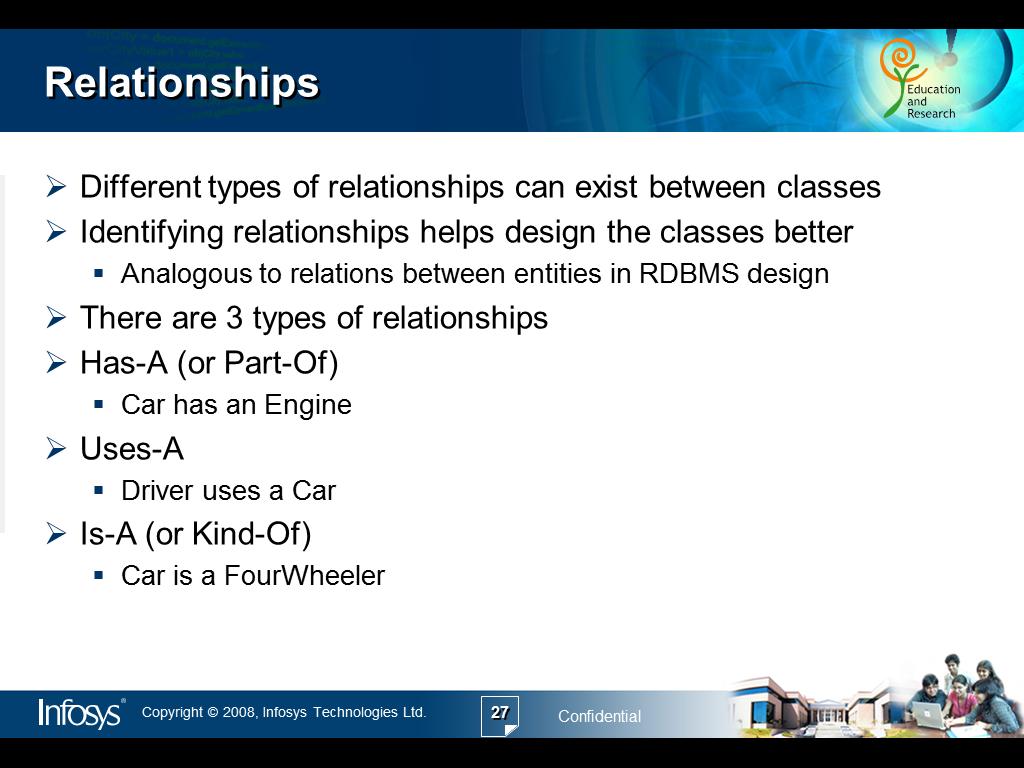 Relationships
Education
and
Research
Different types of relationships can exist between classes
Identifying relationships helps design the classes better
Analogous to relations between entities in RDBMS design
There are 3 types of relationships
Has-A (or Part-Of)
Car has an Engine
Uses-A
Driver uses a Car
Is-A (or Kind-Of)
Car is a FourWheeler
Infosys®
Copyright © 2008, Infosys Technologies Ltd.
27
Confidential